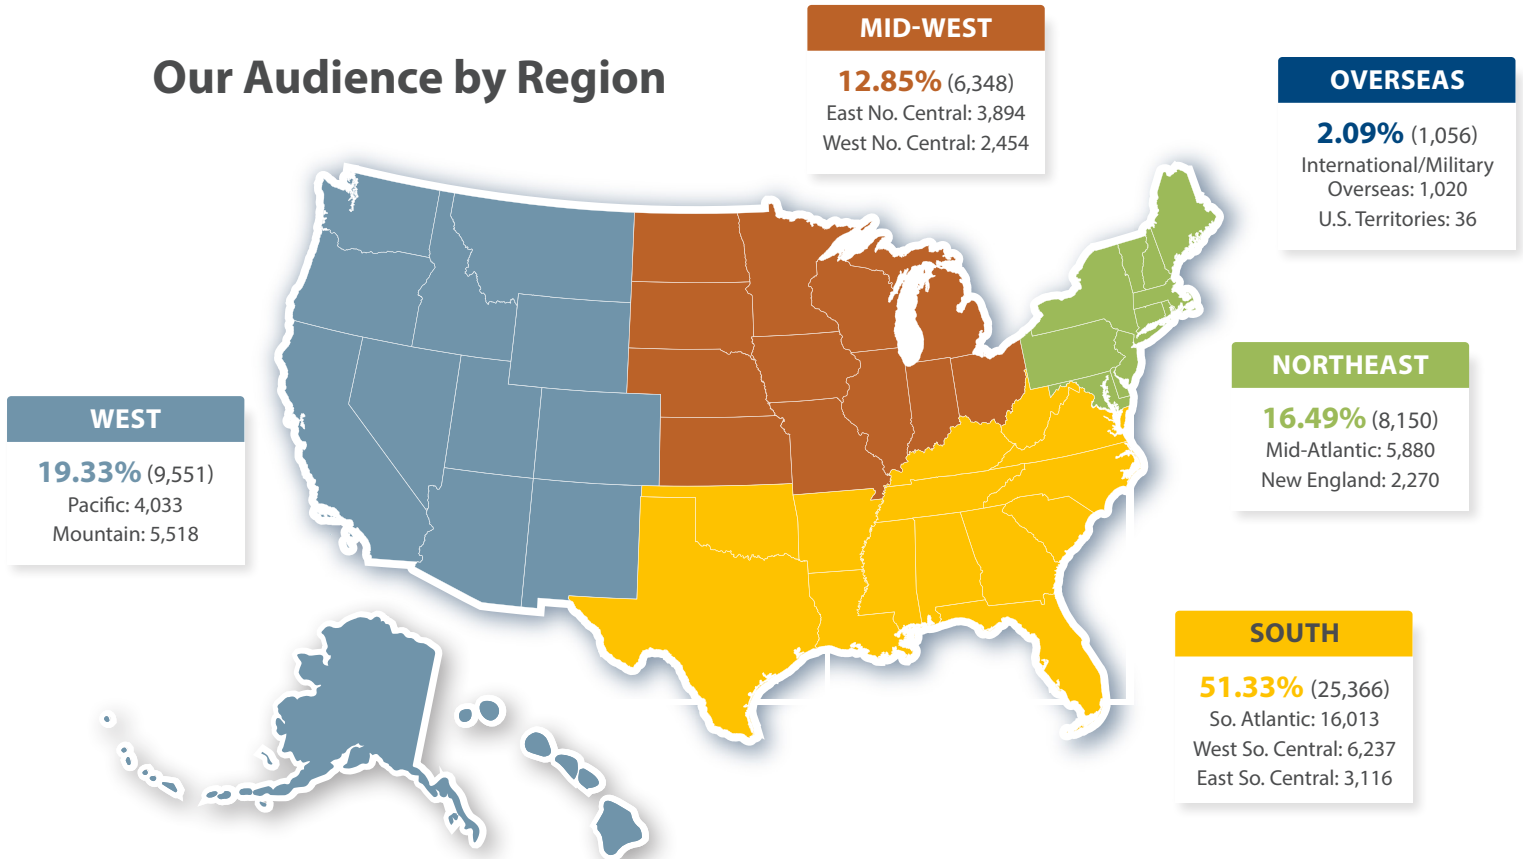 Our Audience by Region
MID-WEST
12.85% (6,348)
East No. Central: 3,894
West No. Central: 2,454
OVERSEAS
2.09% (1,056)
International/Military
Overseas: 1,020
U.S. Territories: 36
NORTHEAST
16.49% (8,150)
Mid-Atlantic: 5,880
New England: 2,270
WEST
19.33% (9,551)
Pacific: 4,033
Mountain: 5,518
SOUTH
51.33% (25,366)
So. Atlantic: 16,013
West So. Central: 6,237
East So. Central: 3,116